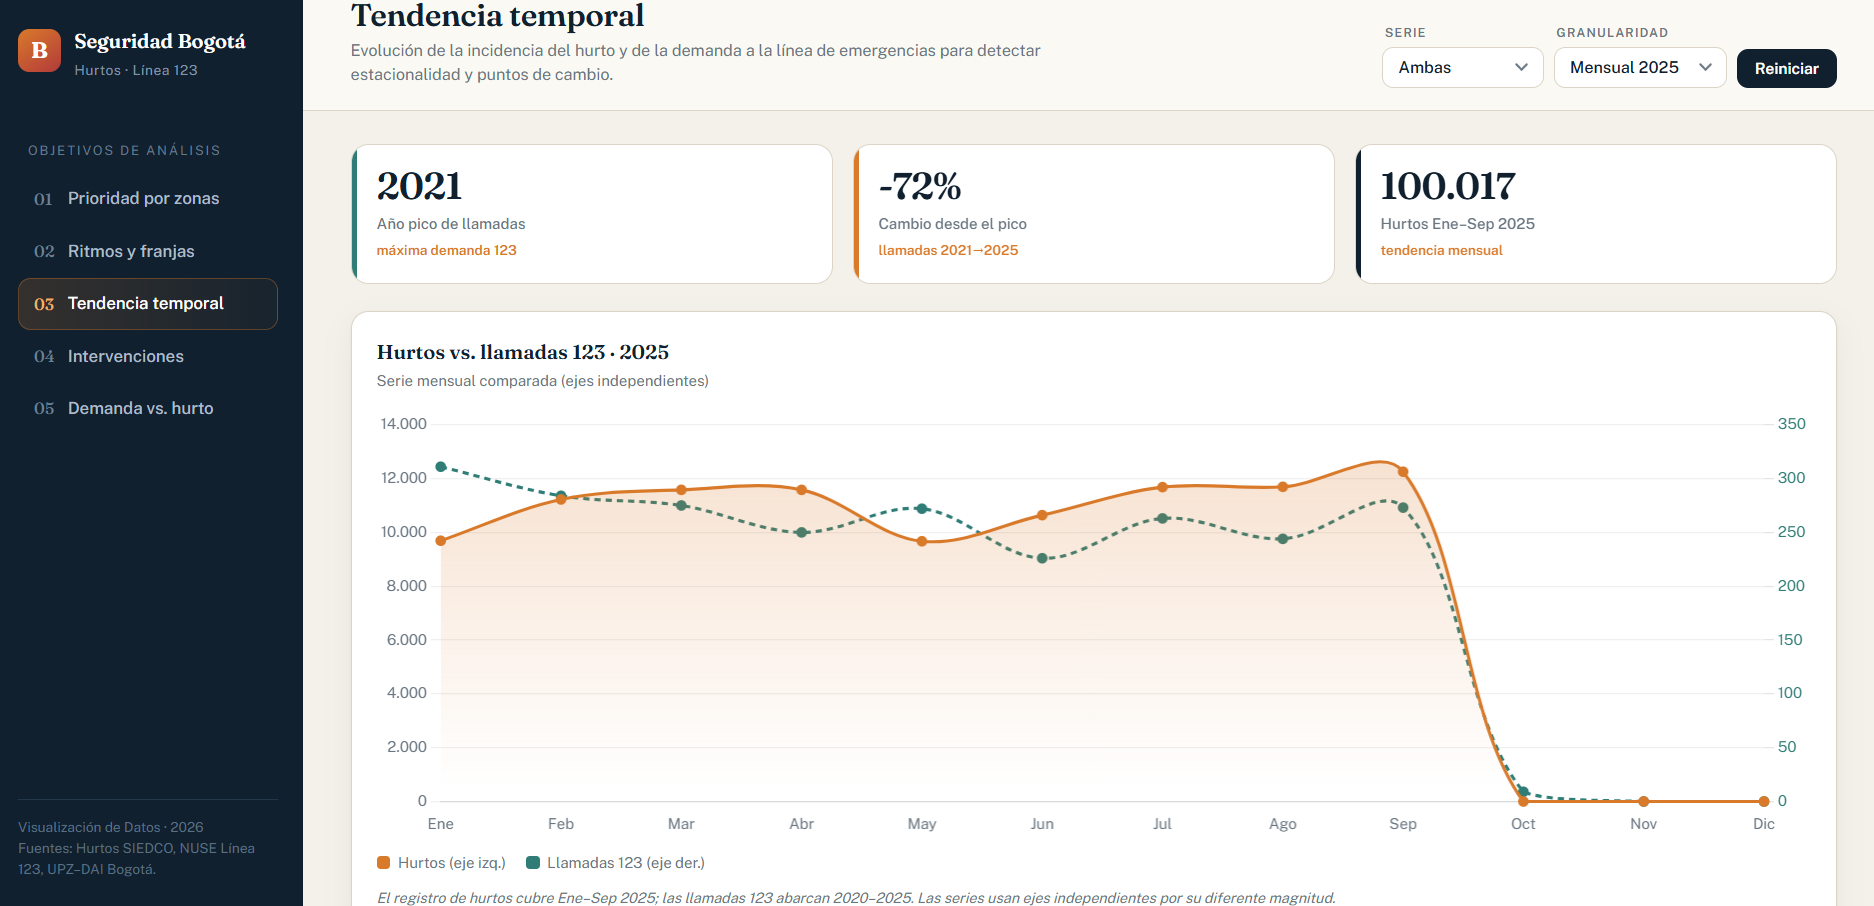 B
Seguridad Bogotá
Hurtos · Línea 123
OBJETIVOS DE ANÁLISIS
01 Prioridad por zonas
02 Ritmos y franjas
03 Tendencia temporal
04 Intervenciones
05 Demanda vs. hurto
Visualización de Datos · 2026
Fuentes: Hurtos SIEDCO, NUSE Línea
123, UPZ–DAI Bogotá.
Tendencia temporal
Evolución de la incidencia del hurto y de la demanda a la línea de emergencias para detectar
estacionalidad y puntos de cambio.
SERIE
Ambas
GRANULARIDAD
Mensual 2025
Reiniciar
2021
Año pico de llamadas
máxima demanda 123
-72%
Cambio desde el pico
llamadas 2021→2025
100.017
Hurtos Ene–Sep 2025
tendencia mensual
Hurtos vs. llamadas 123 · 2025
Serie mensual comparada (ejes independientes)
14.000 350
12.000 300
10.000 250
8.000 200
6.000 150
4.000 100
2.000 50
0 0
Ene Feb Mar Abr May Jun Jul Ago Sep Oct Nov Dic
Hurtos (eje izq.) Llamadas 123 (eje der.)
El registro de hurtos cubre Ene–Sep 2025; las llamadas 123 abarcan 2020–2025. Las series usan ejes independientes por su diferente magnitud.